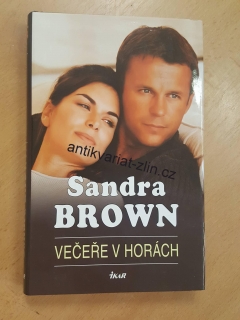 antikvariat-zlin.cz
Sandra
BROWN
VEČEŘE V HORÁCH
IKAR